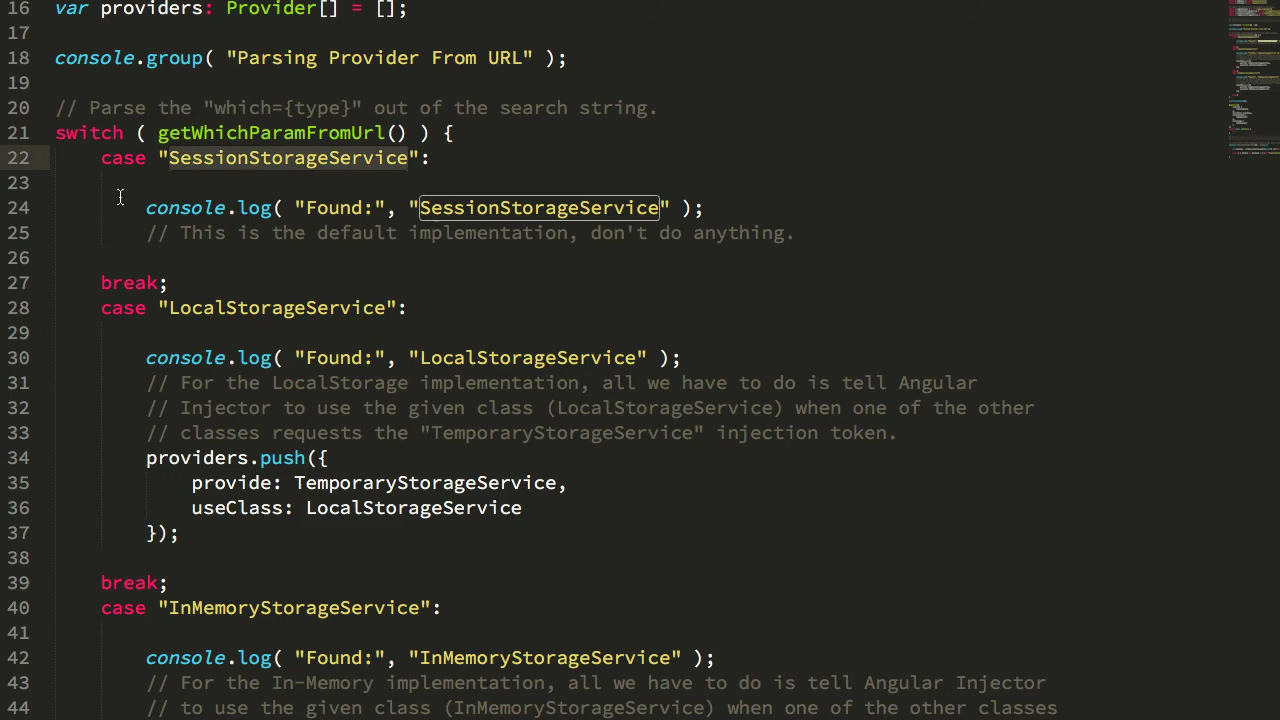 16 var providers: Provider[] = [];
17
18 console.group( "Parsing Provider From URL" );
19
20 // Parse the "which={type}" out of the search string.
21 switch ( getWhichParamFromUrl() ) {
22 case "SessionStorageService":
23
24 console.log( "Found:", "SessionStorageService" );
25 // This is the default implementation, don't do anything.
26
27 break;
28 case "LocalStorageService":
29
30 console.log( "Found:", "LocalStorageService" );
31 // For the LocalStorage implementation, all we have to do is tell Angular
32 // Injector to use the given class (LocalStorageService) when one of the other
33 // classes requests the "TemporaryStorageService" injection token.
34 providers.push({
35 provide: TemporaryStorageService,
36 useClass: LocalStorageService
37 });
38
39 break;
40 case "InMemoryStorageService":
41
42 console.log( "Found:", "InMemoryStorageService" );
43 // For the In-Memory implementation, all we have to do is tell Angular Injector
44 // to use the given class (InMemoryStorageService) when one of the other classes